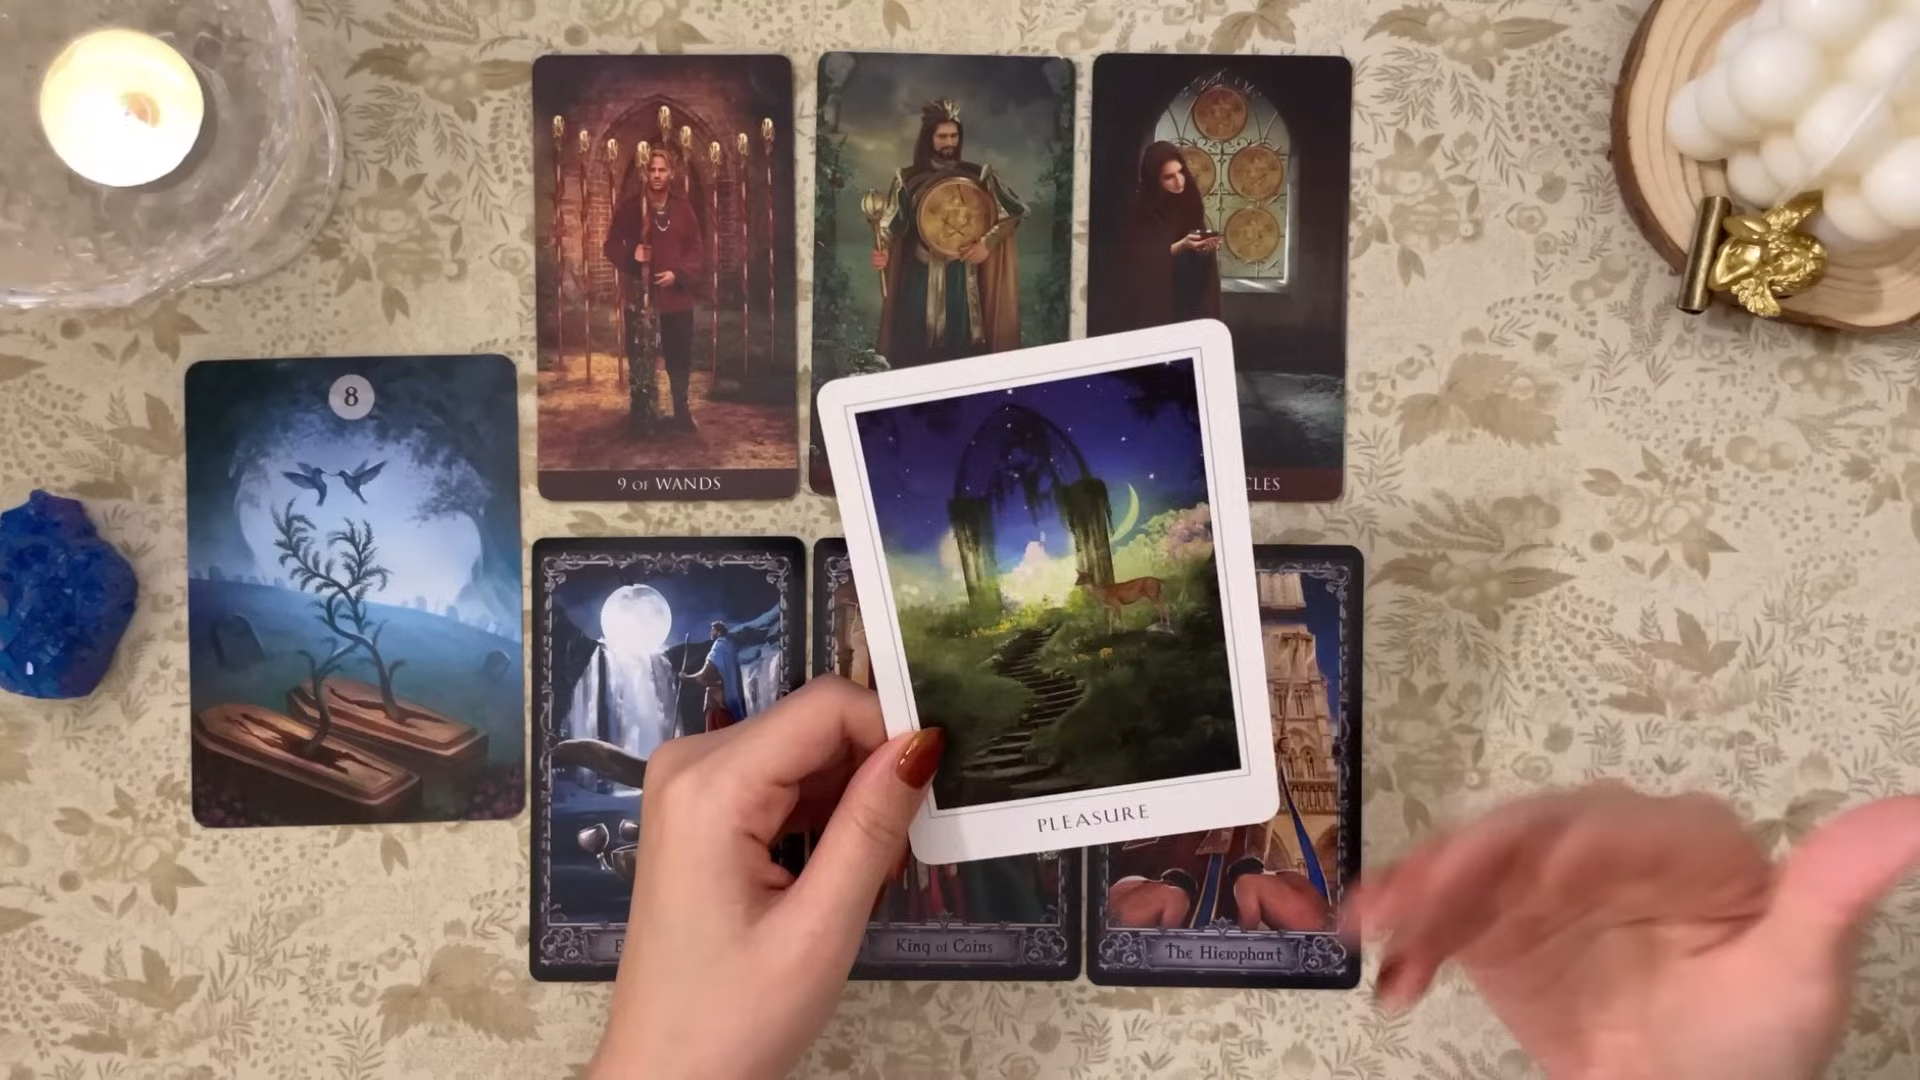 8
9 of WANDS
CLES
PLEASURE
King of Coins
The Hierophant